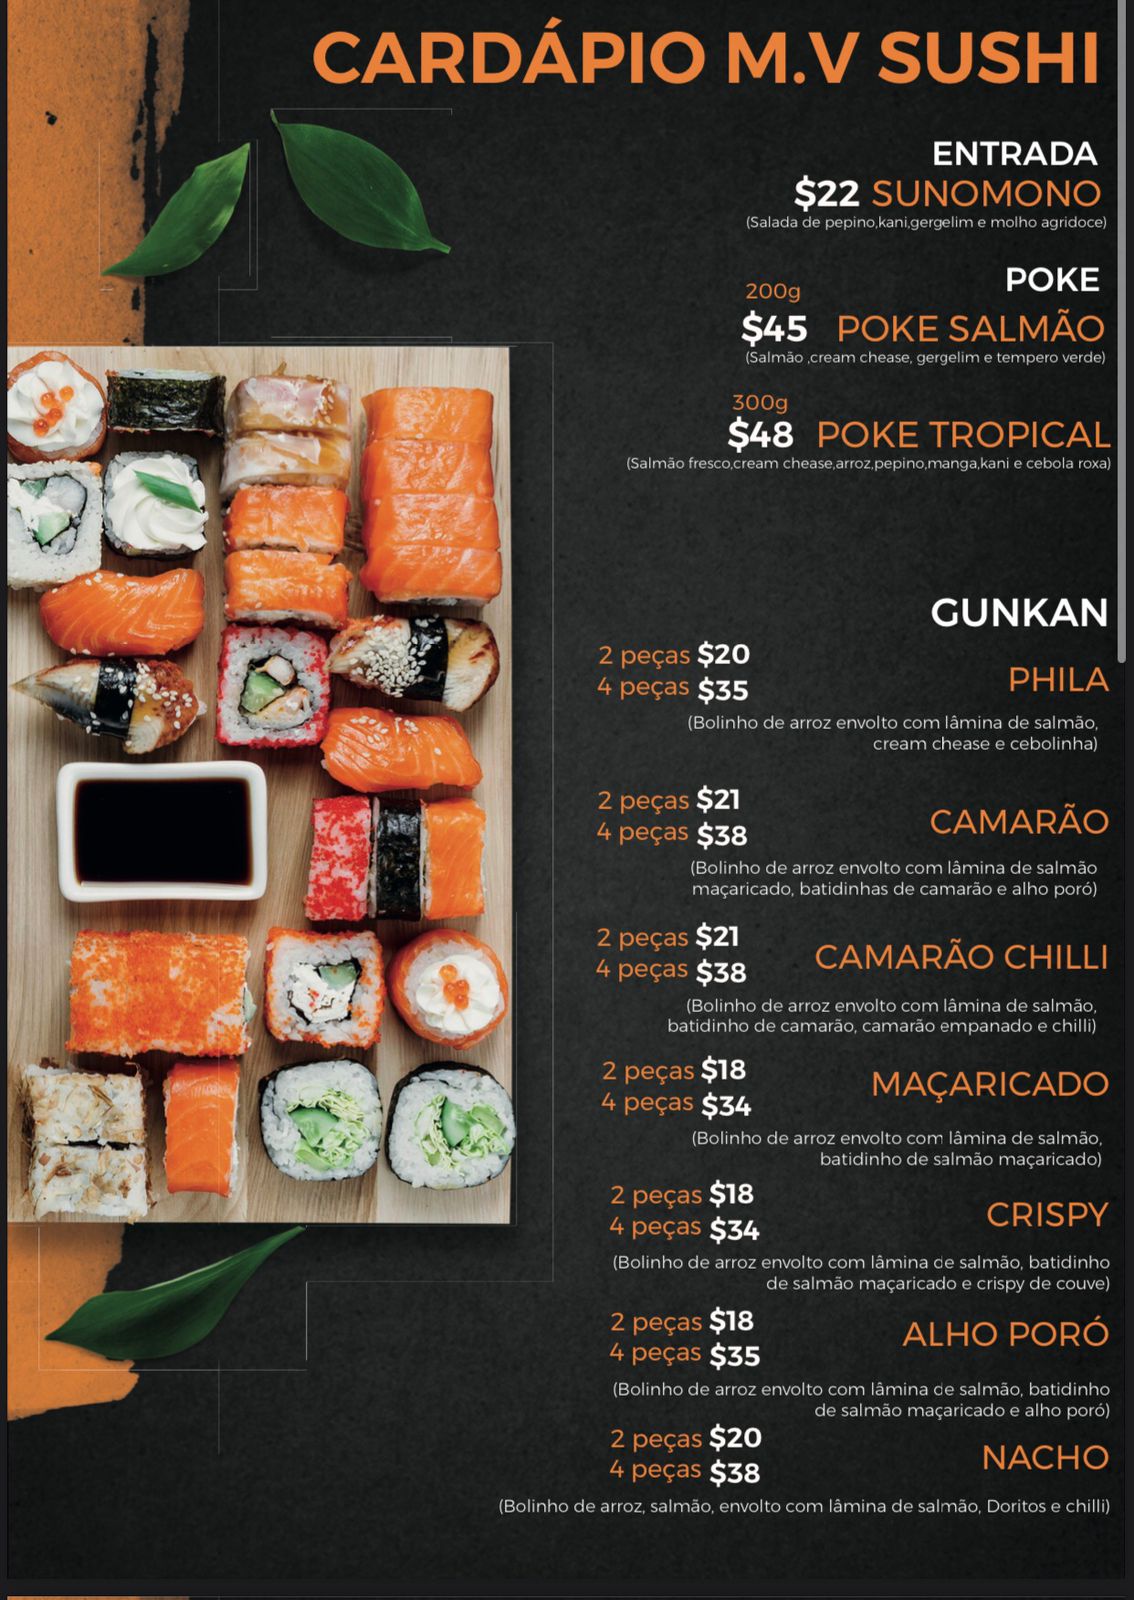 CARDÁPIO M.V SUSHI
ENTRADA
$22 SUNOMONO
(Salada de pepino,kani,gergelim e molho agridoce)
POKE
200g
$45 POKE SALMÃO
(Salmão ,cream chease, gergelim e tempero verde)
300g
$48 POKE TROPICAL
(Salmão fresco,cream chease,arroz,pepino,manga,kani e cebola roxa)
GUNKAN
2 peças $20
4 peças $35
PHILA
(Bolinho de arroz envolto com lâmina de salmão,
cream chease e cebolinha)
2 peças $21
4 peças $38
CAMARÃO
(Bolinho de arroz envolto com lâmina de salmão
maçaricado, batidinhas de camarão e alho poró)
2 peças $21
4 peças $38
CAMARÃO CHILLI
(Bolinho de arroz envolto com lâmina de salmão,
batidinho de camarão, camarão empanado e chilli)
2 peças $18
4 peças $34
MAÇARICADO
(Bolinho de arroz envolto com lâmina de salmão,
batidinho de salmão maçaricado)
2 peças $18
4 peças $34
CRISPY
(Bolinho de arroz envolto com lâmina de salmão, batidinho
de salmão maçaricado e crispy de couve)
2 peças $18
4 peças $35
ALHO PORÓ
(Bolinho de arroz envolto com lâmina de salmão, batidinho
de salmão maçaricado e alho poró)
2 peças $20
4 peças $38
NACHO
(Bolinho de arroz, salmão, envolto com lâmina de salmão, Doritos e chilli)